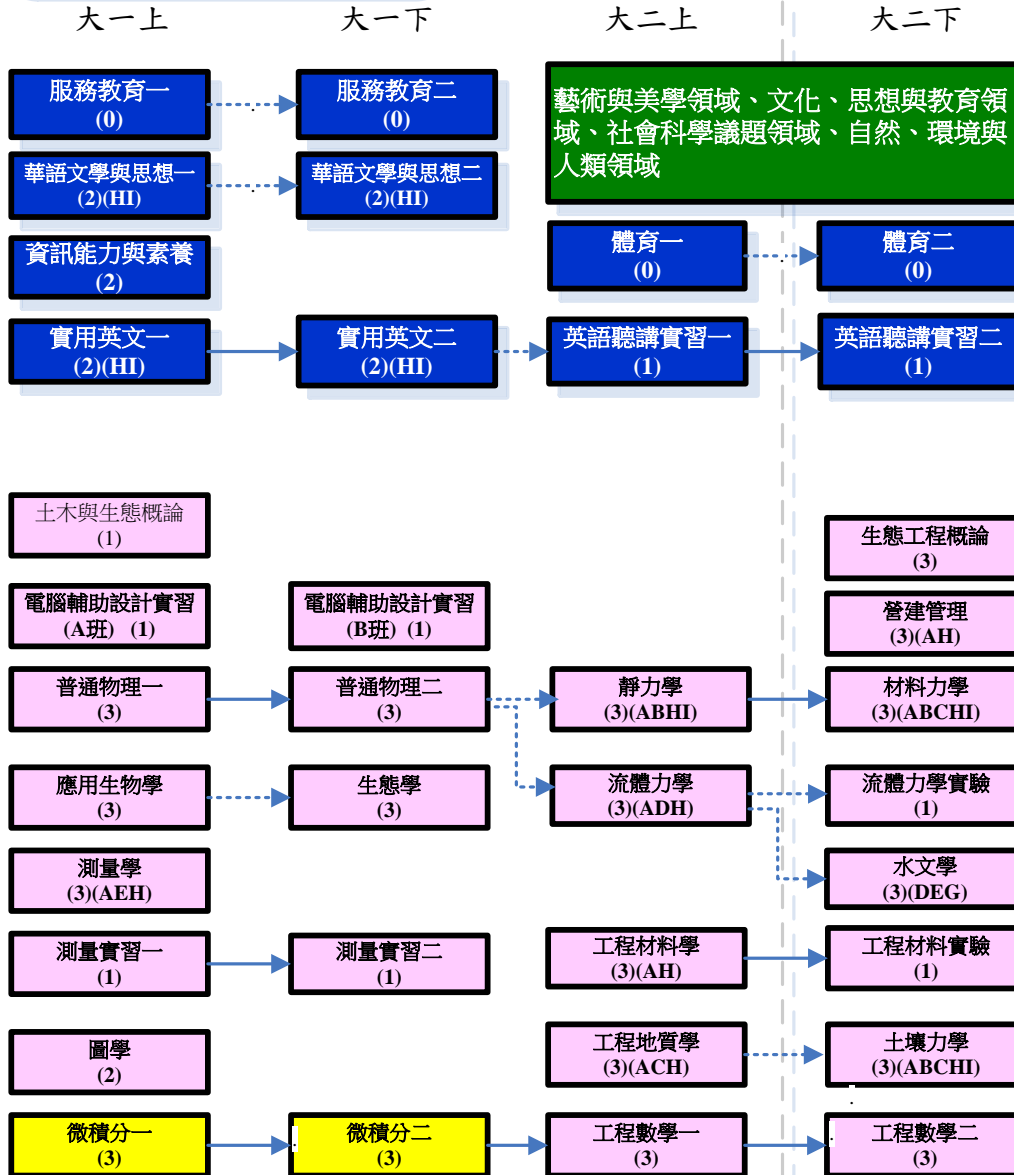 大一上
大一下
大二上
大二下
服務教育一
(0)
服務教育二
(0)
藝術與美學領域、文化、思想與教育領
域、社會科學議題領域、自然、環境與
人類領域
華語文學與思想一
(2)(HI)
華語文學與思想二
(2)(HI)
資訊能力與素養
(2)
體育一
(0)
體育二
(0)
實用英文一
(2)(HI)
實用英文二
(2)(HI)
英語聽講實習一
(1)
英語聽講實習二
(1)
土木與生態概論
(1)
生態工程概論
(3)
電腦輔助設計實習
(A班) (1)
電腦輔助設計實習
(B班) (1)
營建管理
(3)(AH)
普通物理一
(3)
普通物理二
(3)
靜力學
(3)(ABHI)
材料力學
(3)(ABCHI)
應用生物學
(3)
生態學
(3)
流體力學
(3)(ADH)
流體力學實驗
(1)
測量學
(3)(AEH)
水文學
(3)(DEG)
測量實習一
(1)
測量實習二
(1)
工程材料學
(3)(AH)
工程材料實驗
(1)
圖學
(2)
工程地質學
(3)(ACH)
土壤力學
(3)(ABCHI)
微積分一
(3)
微積分二
(3)
工程數學一
(3)
工程數學二
(3)